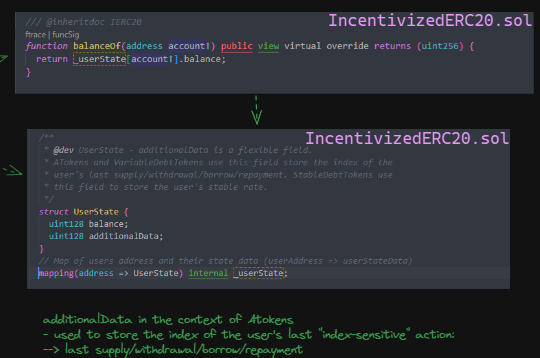 /// @inheritdoc IERC20
IncentivizedERC20.sol
ftrace | funcSig
function balanceOf(address account↑) public view virtual override returns (uint256) {
return _userState[account↑].balance;
}
IncentivizedERC20.sol
/**
* @dev UserState - additionalData is a flexible field.
* ATokens and VariableDebtTokens use this field store the index of the
* user's last supply/withdrawal/borrow/repayment. StableDebtTokens use
* this field to store the user's stable rate.
*/
struct UserState {
uint128 balance;
uint128 additionalData;
}
// Map of users address and their state data (userAddress => userStateData)
mapping(address => UserState) internal _userState;
additionalData in the context of Atokens
- used to store the index of the user's last "index-sensitive" action:
--> last supply/withdrawal/borrow/repayment